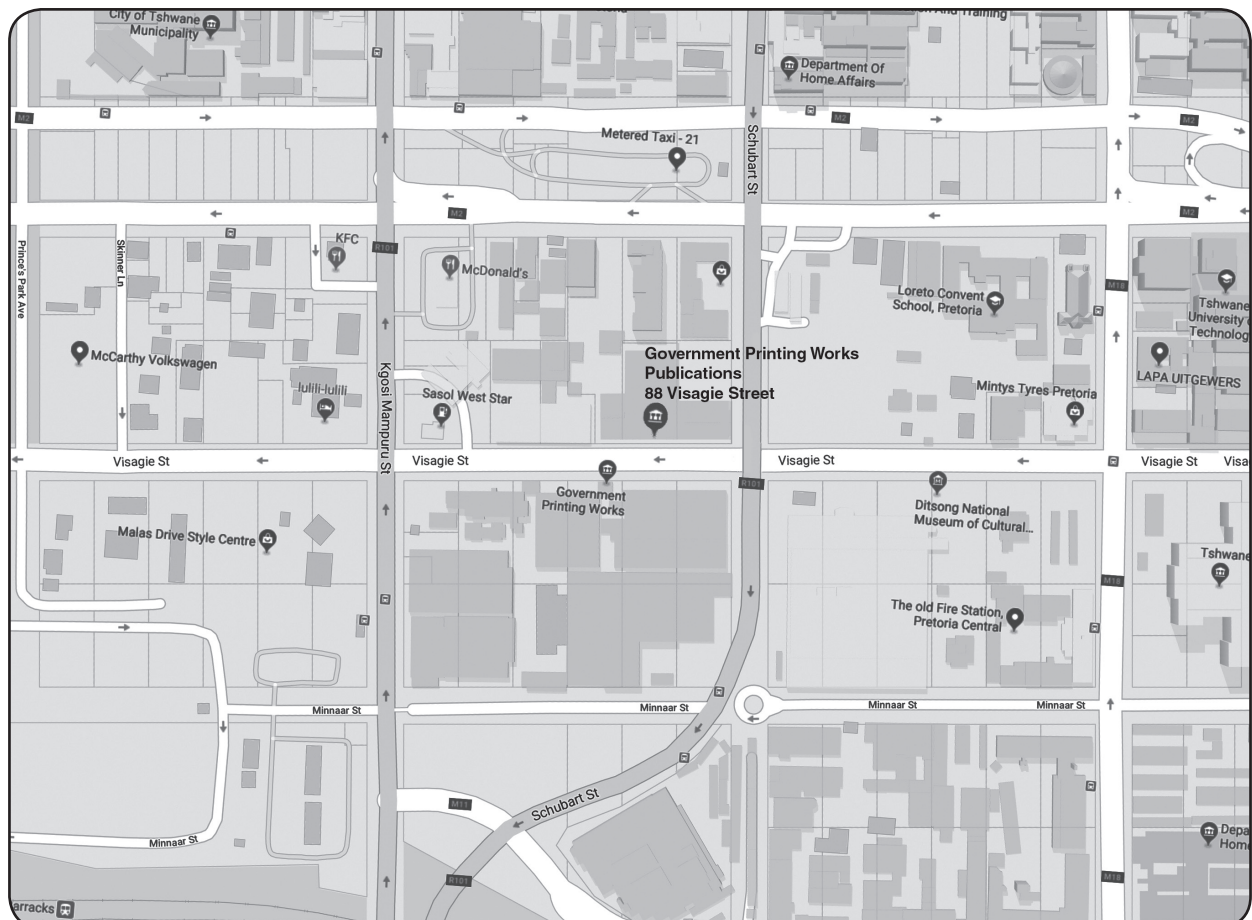 City of Tshwane
Municipality
And Training
Department Of
Home Affairs
M2
M2
M2
Metered Taxi - 21
Schubart St
M2
M2
KFC
R101
Prince's Park Ave
Skinner Ln
McDonald's
Loreto Convent
School, Pretoria
M18
Tshwane
University
Technolog
McCarthy Volkswagen
Government Printing Works
Publications
88 Visagie Street
LAPA UITGEWERS
Kgosi Mampuru St
lulili-lulili
Sasol West Star
Mintys Tyres Pretoria
Visagie St
Visagie St
Visagie St
Visagie St
Visa
R101
Government
Printing Works
Ditsong National
Museum of Cultural...
Malas Drive Style Centre
Tshwane
M18
The old Fire Station,
Pretoria Central
Minnaar St
Minnaar St
Minnaar St
Minnaar St
M11
Schubart St
Minnaar St
Depa
Home
R101
M18
arracks